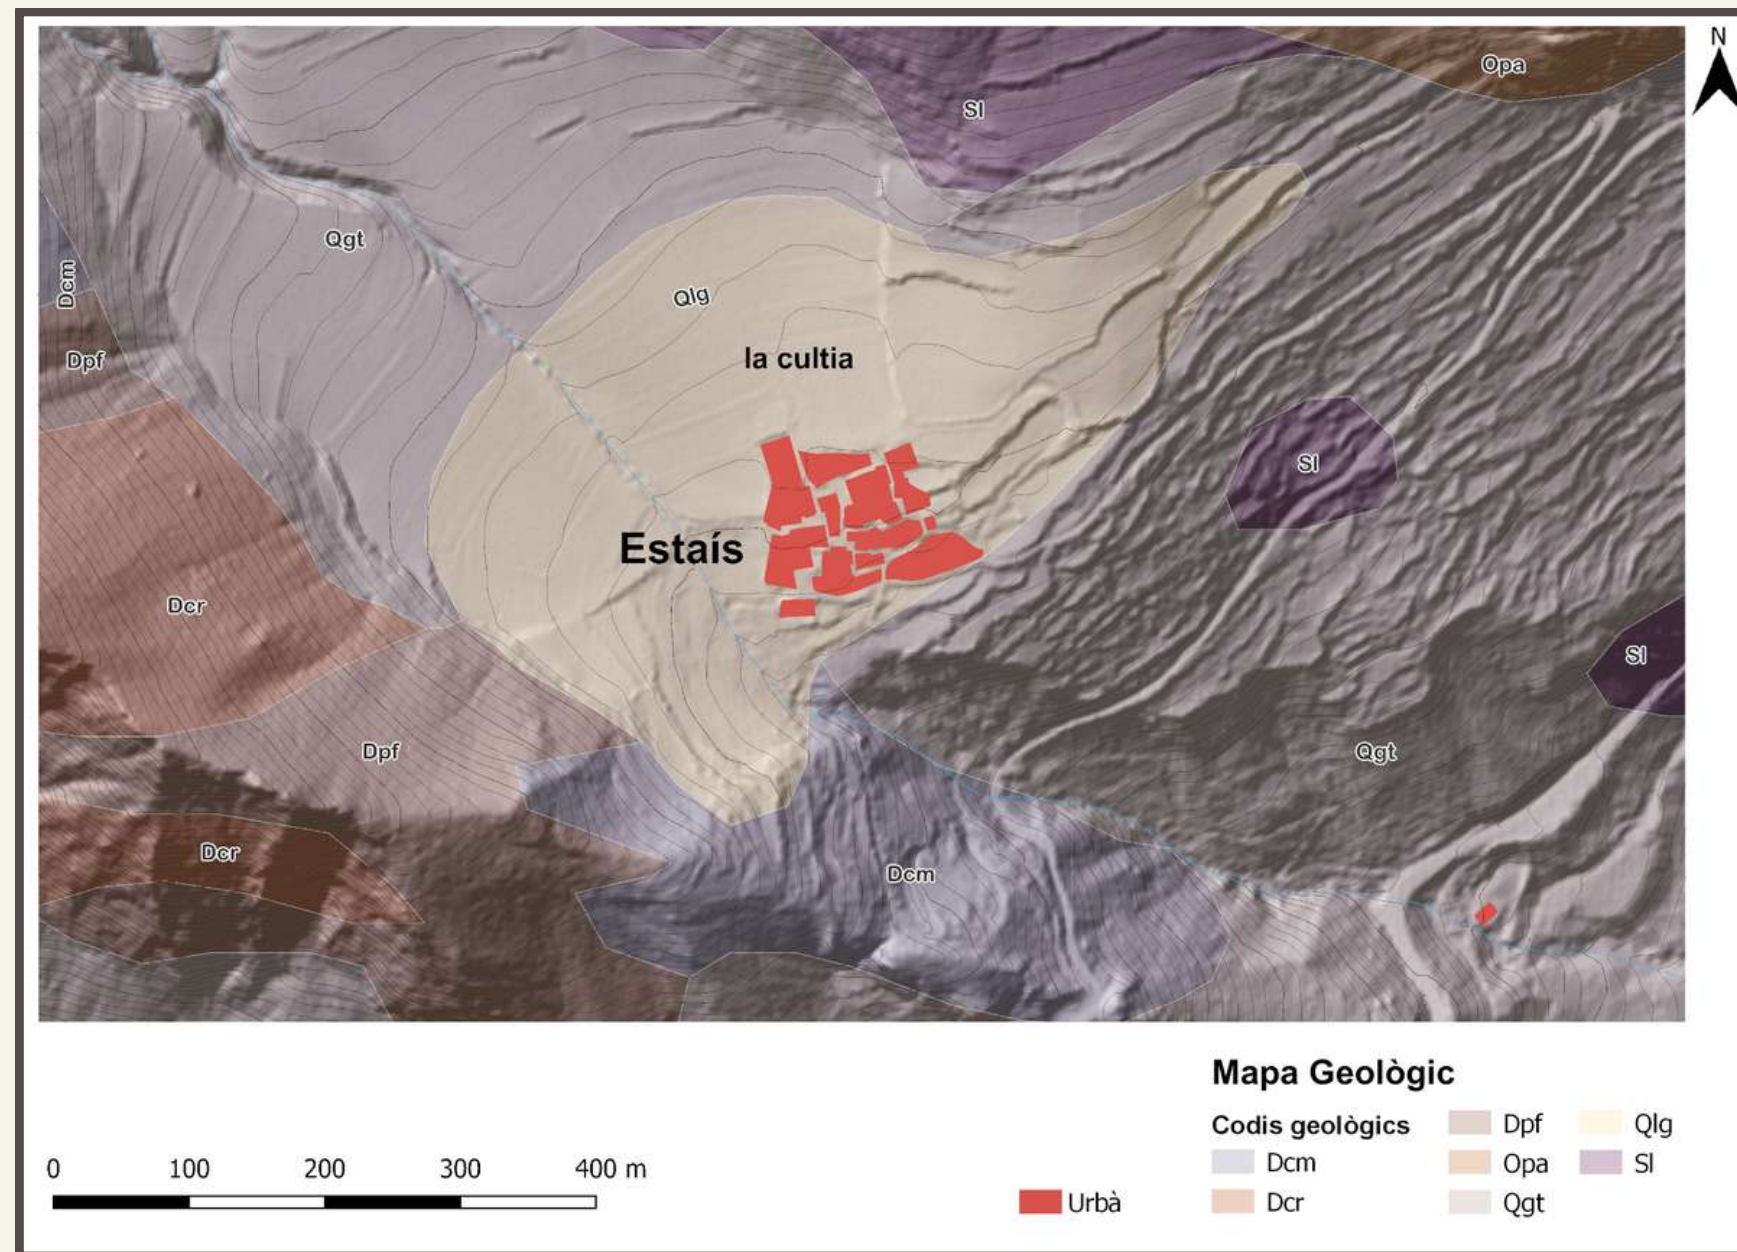 N
Opa
Sl
Qgt
Dcm
Qlg
Dpf
la cultia
Sl
Estaís
Dcr
Sl
Dpf
Qgt
Dcr
Dcm
Mapa Geològic
Codis geològics
Dcm
Dcr
Dpf
Opa
Qgt
Qlg
Sl
Urbà
0 100 200 300 400 m